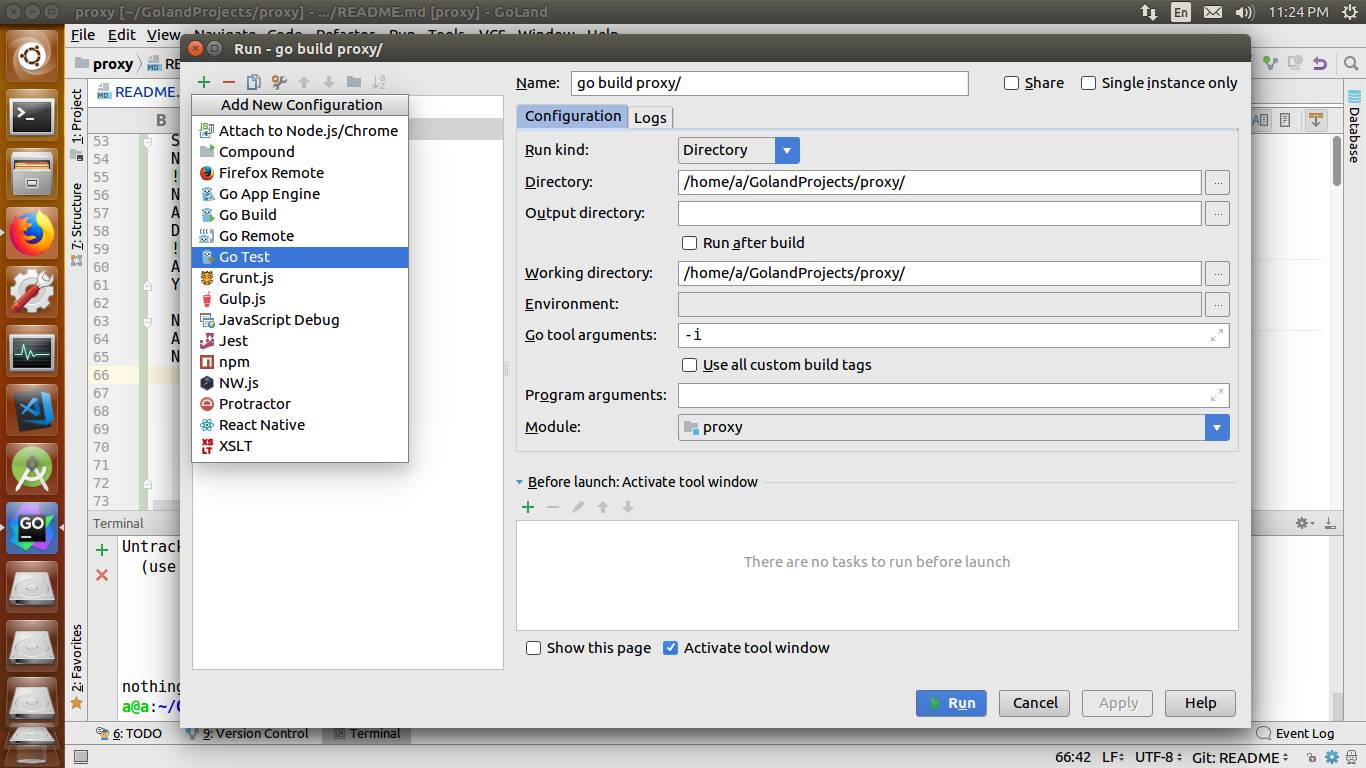 proxy [~/GolandProjects/proxy] - .../README.md [proxy] - GoLand
En
11:24 PM
File Edit View
proxy
README.
1: Project
7: Structure
2: Favorites
Database
B
53 S
54 N
55 !
56 N
57 A
58 D
59 !
60 A
61 Y
62
63 N
64 A
65 N
66
67
68
69
70
71
72
73
Terminal
Untrack
(use
nothing
a@a:~/
6: TODO
9: Version Control
Terminal
Event Log
66:42 LF UTF-8 Git: README
Run - go build proxy/
Add New Configuration
Attach to Node.js/Chrome
Compound
Firefox Remote
Go App Engine
Go Build
Go Remote
Go Test
Grunt.js
Gulp.js
JavaScript Debug
Jest
npm
NW.js
Protractor
React Native
XSLT
Name: go build proxy/
Share
Single instance only
Configuration
Logs
Run kind: Directory
Directory: /home/a/GolandProjects/proxy/
Output directory:
Run after build
Working directory: /home/a/GolandProjects/proxy/
Environment:
Go tool arguments: -i
Use all custom build tags
Program arguments:
Module: proxy
Before launch: Activate tool window
There are no tasks to run before launch
Show this page
Activate tool window
Run
Cancel
Apply
Help